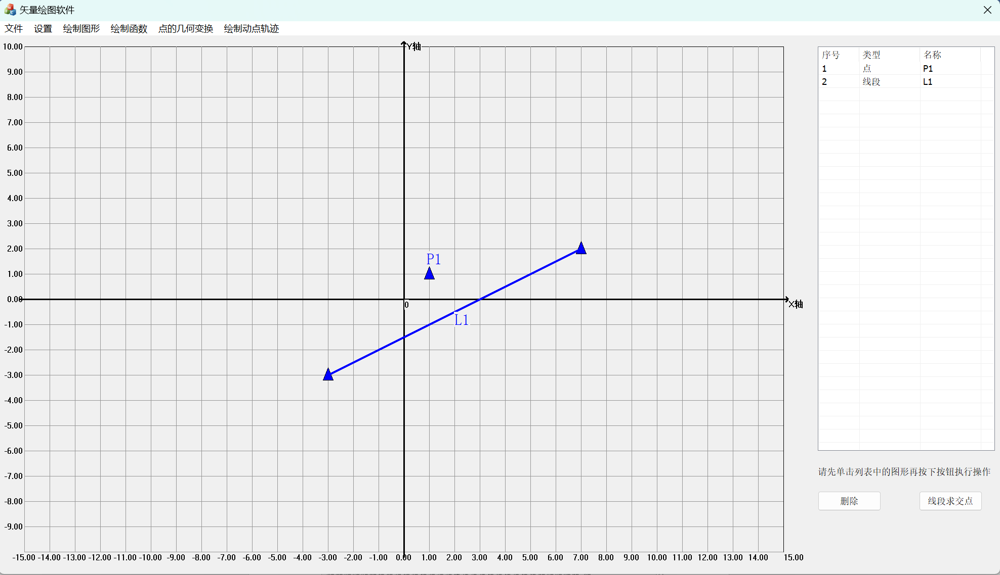 矢量绘图软件
文件 设置 绘制图形 绘制函数 点的几何变换 绘制动点轨迹
Y轴
10.00
9.00
8.00
7.00
6.00
5.00
4.00
3.00
2.00
1.00
0.00
-1.00
-2.00
-3.00
-4.00
-5.00
-6.00
-7.00
-8.00
-9.00
P1
0
X轴
L1
-15.00 -14.00 -13.00 -12.00 -11.00 -10.00 -9.00 -8.00 -7.00 -6.00 -5.00 -4.00 -3.00 -2.00 -1.00 0.00 1.00 2.00 3.00 4.00 5.00 6.00 7.00 8.00 9.00 10.00 11.00 12.00 13.00 14.00 15.00
序号 类型 名称
1 点 P1
2 线段 L1
请先单击列表中的图形再按下按钮执行操作
删除 线段求交点